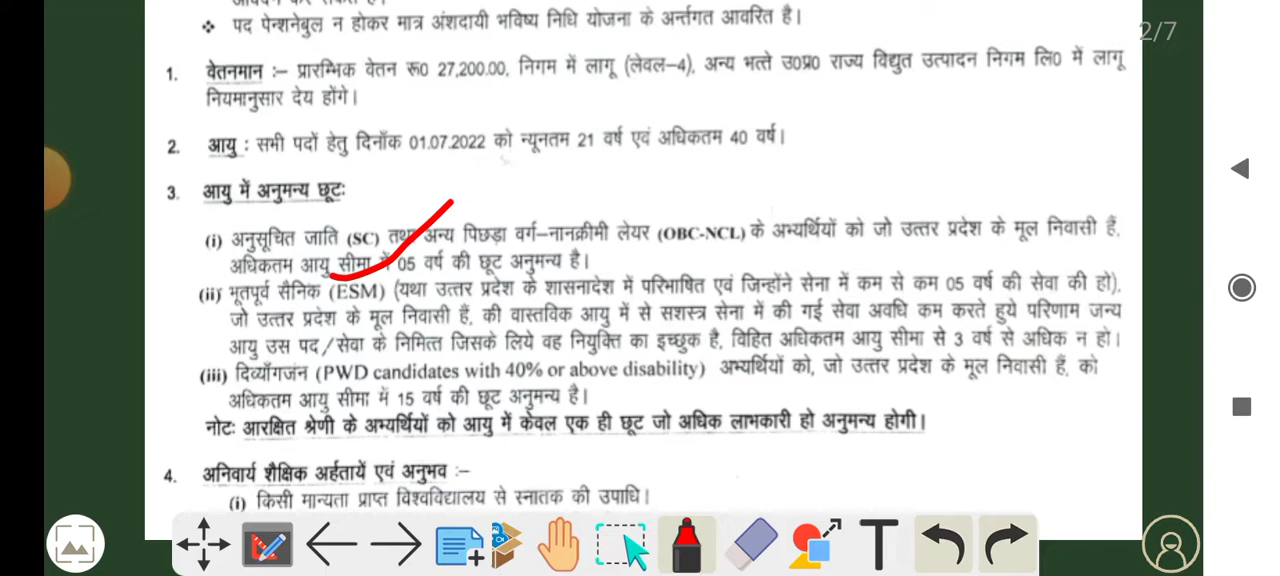 ❖ पद पेन्शनेबुल न होकर मात्र अंशदायी भविष्य निधि योजना के अर्न्तगत आवरित है।
2/7
1. वेतनमान :– प्रारम्भिक वेतन रू0 27,200.00, निगम में लागू (लेवल–4), अन्य भत्ते उ0प्र0 राज्य विद्युत उत्पादन निगम लि0 में लागू
नियमानुसार देय होंगे।
2. आयु : सभी पदों हेतु दिनॉक 01.07.2022 को न्यूनतम 21 वर्ष एवं अधिकतम 40 वर्ष।
3. आयु में अनुमन्य छूटः
(i) अनुसूचित जाति (SC) तथा अन्य पिछड़ा वर्ग–नानक्रीमी लेयर (OBC-NCL) के अभ्यर्थियों को जो उत्तर प्रदेश के मूल निवासी हैं,
अधिकतम आयु सीमा में 05 वर्ष की छूट अनुमन्य है।
(ii) भूतपूर्व सैनिक (ESM) (यथा उत्तर प्रदेश के शासनादेश में परिभाषित एवं जिन्होंने सेना में कम से कम 05 वर्ष की सेवा की हो),
जो उत्तर प्रदेश के मूल निवासी हैं, की वास्तविक आयु में से सशस्त्र सेना में की गई सेवा अवधि कम करते हुये परिणाम जन्य
आयु उस पद/सेवा के निमित्त जिसके लिये वह नियुक्ति का इच्छुक है, विहित अधिकतम आयु सीमा से 3 वर्ष से अधिक न हो।
(iii) दिव्यॉंगजंन (PWD candidates with 40% or above disability) अभ्यर्थियों को, जो उत्तर प्रदेश के मूल निवासी हैं, को
अधिकतम आयु सीमा में 15 वर्ष की छूट अनुमन्य है।
नोटः आरक्षित श्रेणी के अभ्यर्थियों को आयु में केवल एक ही छूट जो अधिक लाभकारी हो अनुमन्य होगी।
4. अनिवार्य शैक्षिक अर्हतायें एवं अनुभव :–
(i) किसी मान्यता प्राप्त विश्वविद्यालय से स्नातक की उपाधि।
T